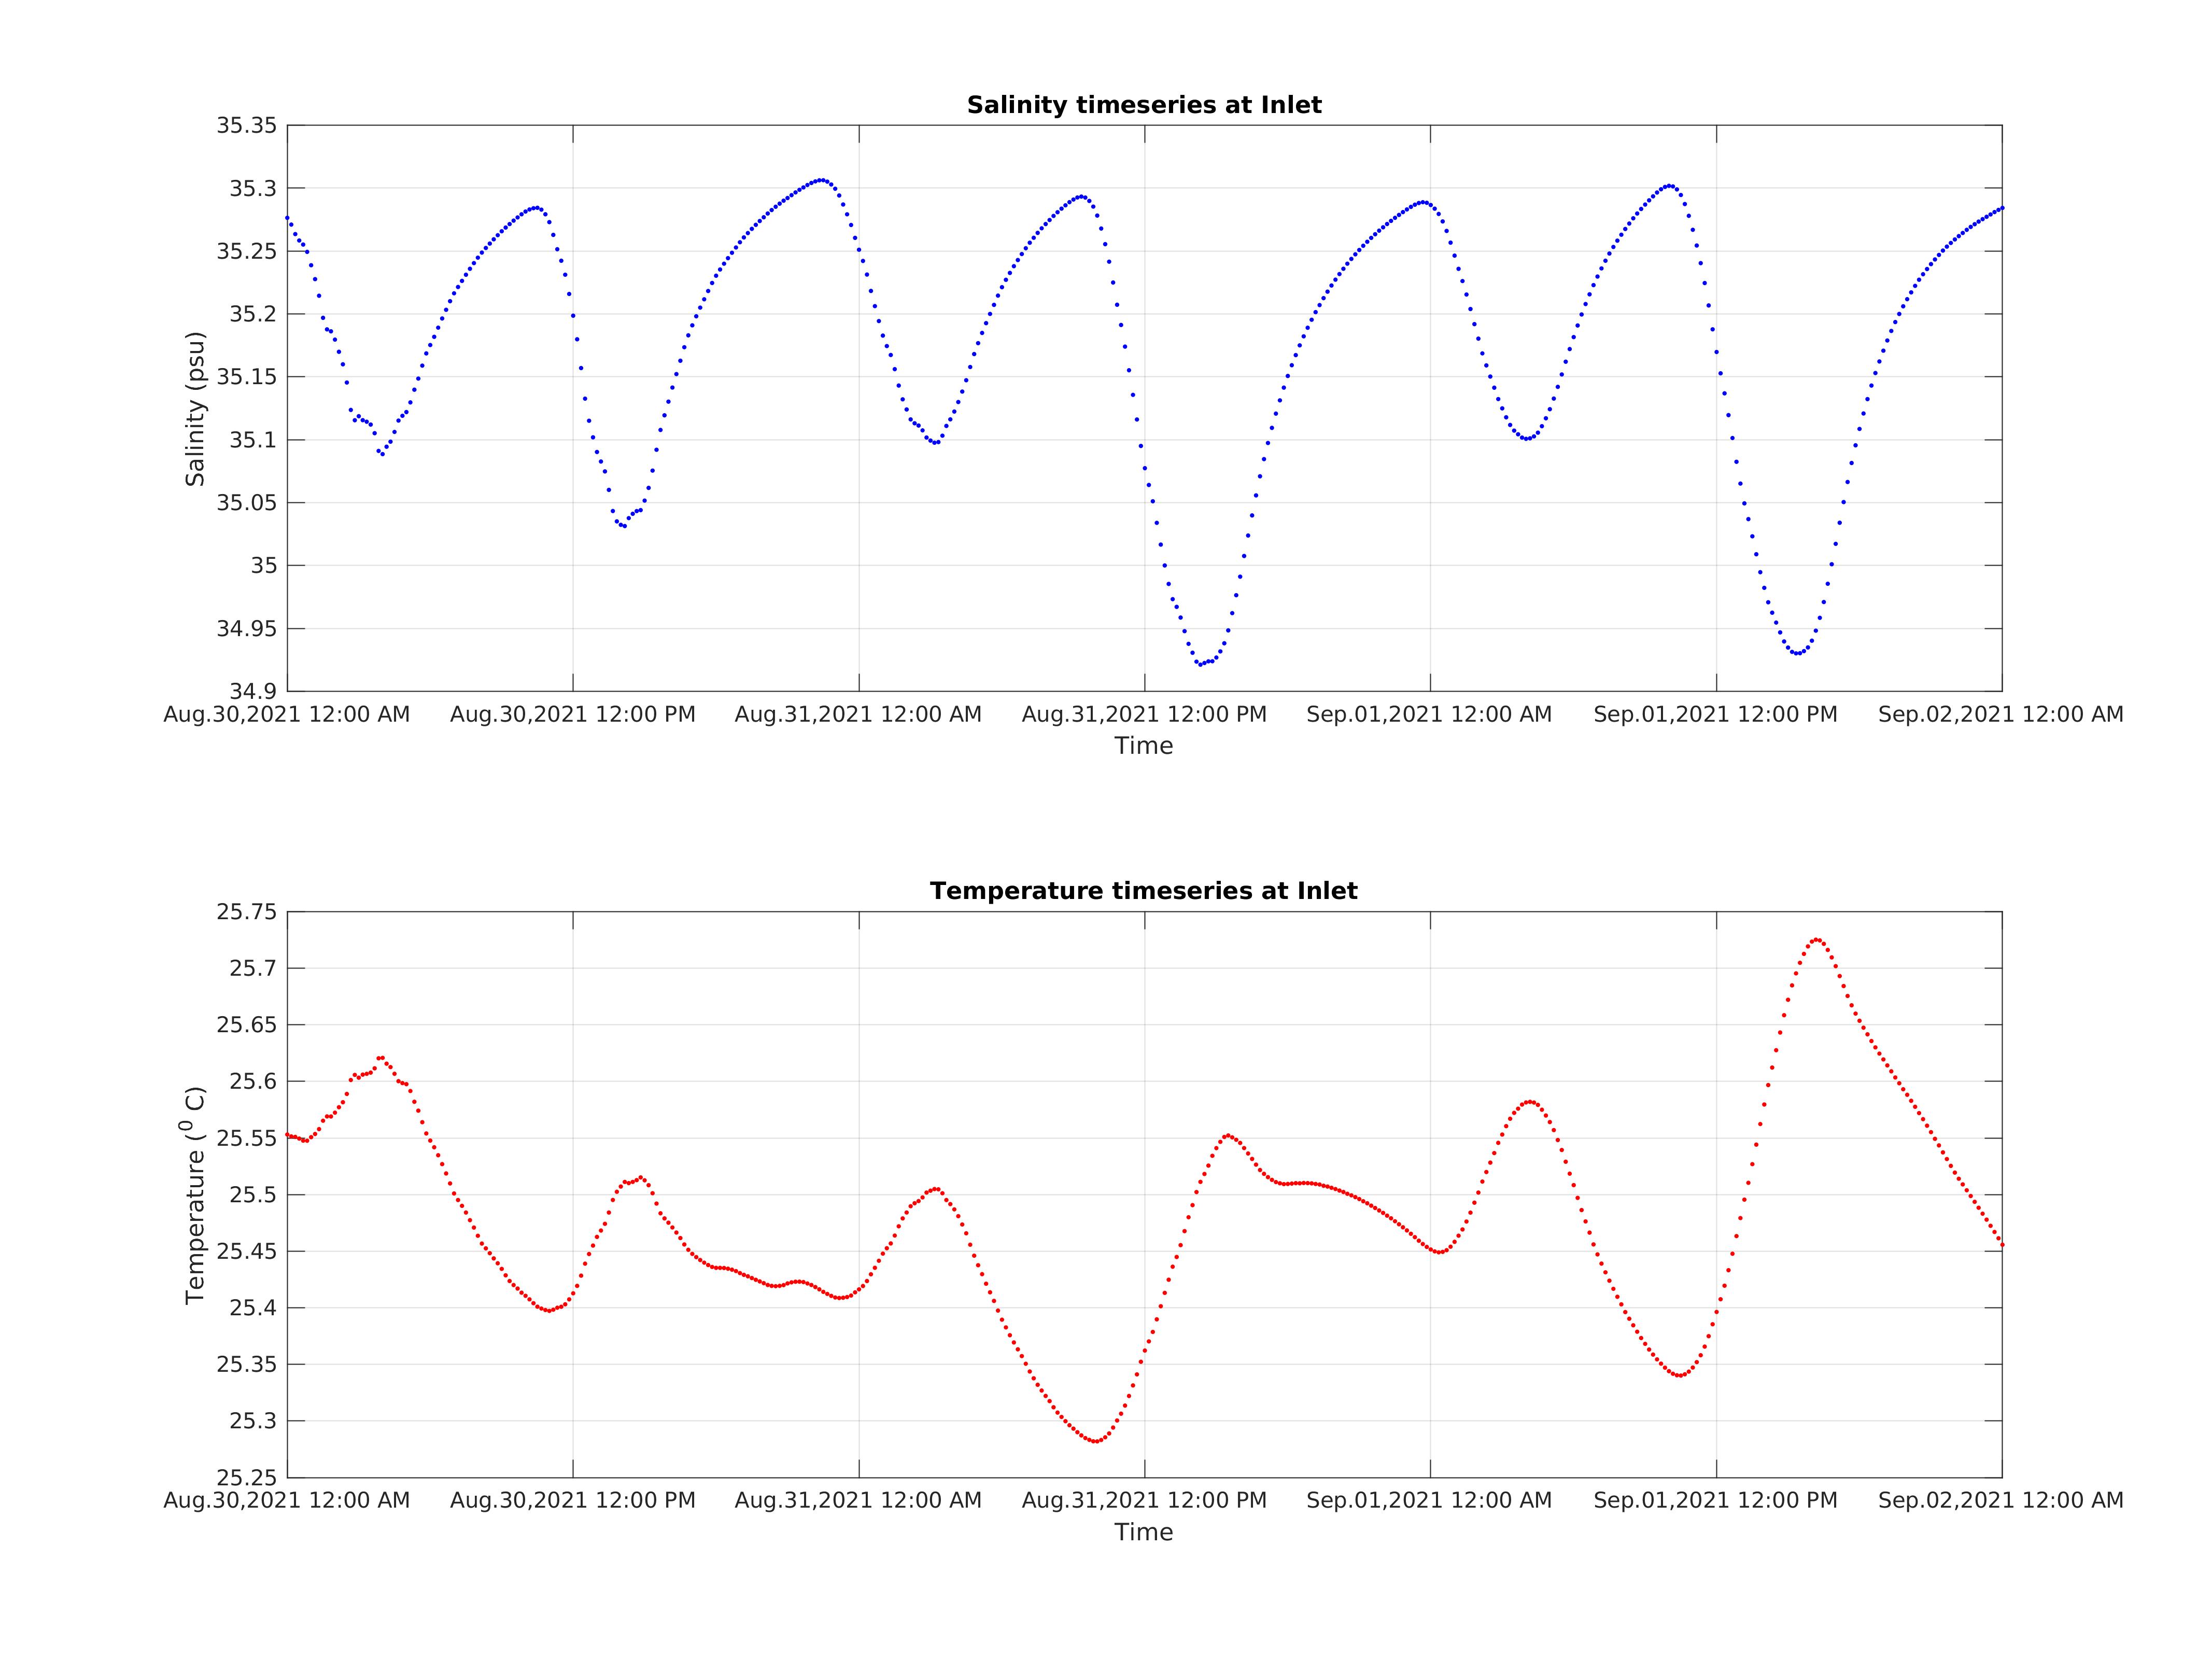 Salinity timeseries at Inlet
35.35
35.3
35.25
35.2
35.15
35.1
35.05
35
34.95
34.9
Salinity (psu)
Aug.30,2021 12:00 AM Aug.30,2021 12:00 PM Aug.31,2021 12:00 AM Aug.31,2021 12:00 PM Sep.01,2021 12:00 AM Sep.01,2021 12:00 PM Sep.02,2021 12:00 AM
Time
Temperature timeseries at Inlet
25.75
25.7
25.65
25.6
25.55
25.5
25.45
25.4
25.35
25.3
25.25
Temperature (⁰ C)
Aug.30,2021 12:00 AM Aug.30,2021 12:00 PM Aug.31,2021 12:00 AM Aug.31,2021 12:00 PM Sep.01,2021 12:00 AM Sep.01,2021 12:00 PM Sep.02,2021 12:00 AM
Time